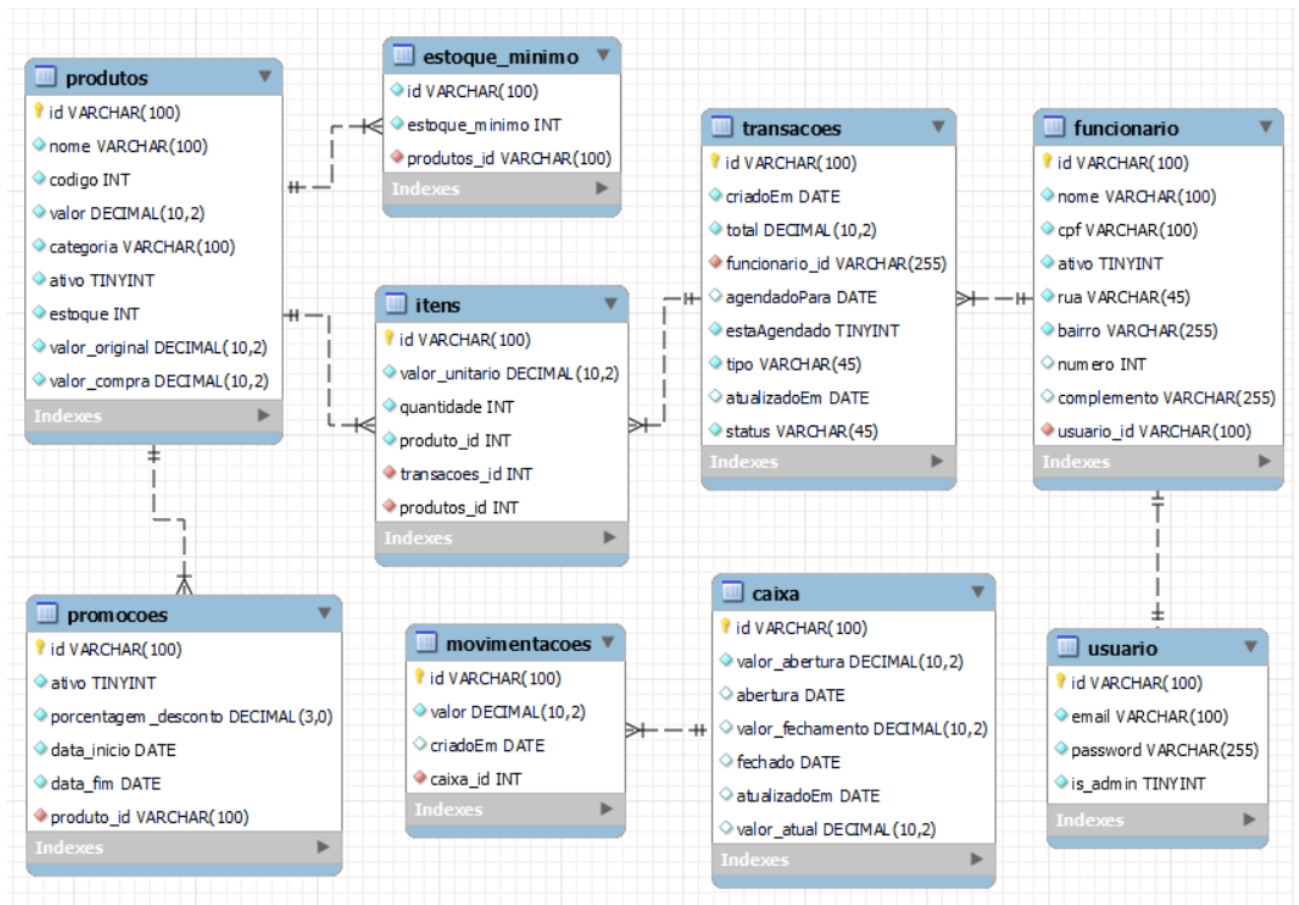 produtos
id VARCHAR(100)
nome VARCHAR(100)
codigo INT
valor DECIMAL(10,2)
categoria VARCHAR(100)
ativo TINYINT
estoque INT
valor_original DECIMAL(10,2)
valor_compra DECIMAL(10,2)
Indexes
estoque_minimo
id VARCHAR(100)
estoque_minimo INT
produtos_id VARCHAR(100)
Indexes
itens
id VARCHAR(100)
valor_unitario DECIMAL(10,2)
quantidade INT
produto_id INT
transacoes_id INT
produtos_id INT
Indexes
transacoes
id VARCHAR(100)
criadoEm DATE
total DECIMAL(10,2)
funcionario_id VARCHAR(255)
agendadoPara DATE
estaAgendado TINYINT
tipo VARCHAR(45)
atualizadoEm DATE
status VARCHAR(45)
Indexes
funcionario
id VARCHAR(100)
nome VARCHAR(100)
cpf VARCHAR(100)
ativo TINYINT
rua VARCHAR(45)
bairro VARCHAR(255)
numero INT
complemento VARCHAR(255)
usuario_id VARCHAR(100)
Indexes
promocoes
id VARCHAR(100)
ativo TINYINT
porcentagem_desconto DECIMAL(3,0)
data_inicio DATE
data_fim DATE
produto_id VARCHAR(100)
Indexes
movimentacoes
id VARCHAR(100)
valor DECIMAL(10,2)
criadoEm DATE
caixa_id INT
Indexes
caixa
id VARCHAR(100)
valor_abertura DECIMAL(10,2)
abertura DATE
valor_fechamento DECIMAL(10,2)
fechado DATE
atualizadoEm DATE
valor_atual DECIMAL(10,2)
Indexes
usuario
id VARCHAR(100)
email VARCHAR(100)
password VARCHAR(255)
is_admin TINYINT
Indexes